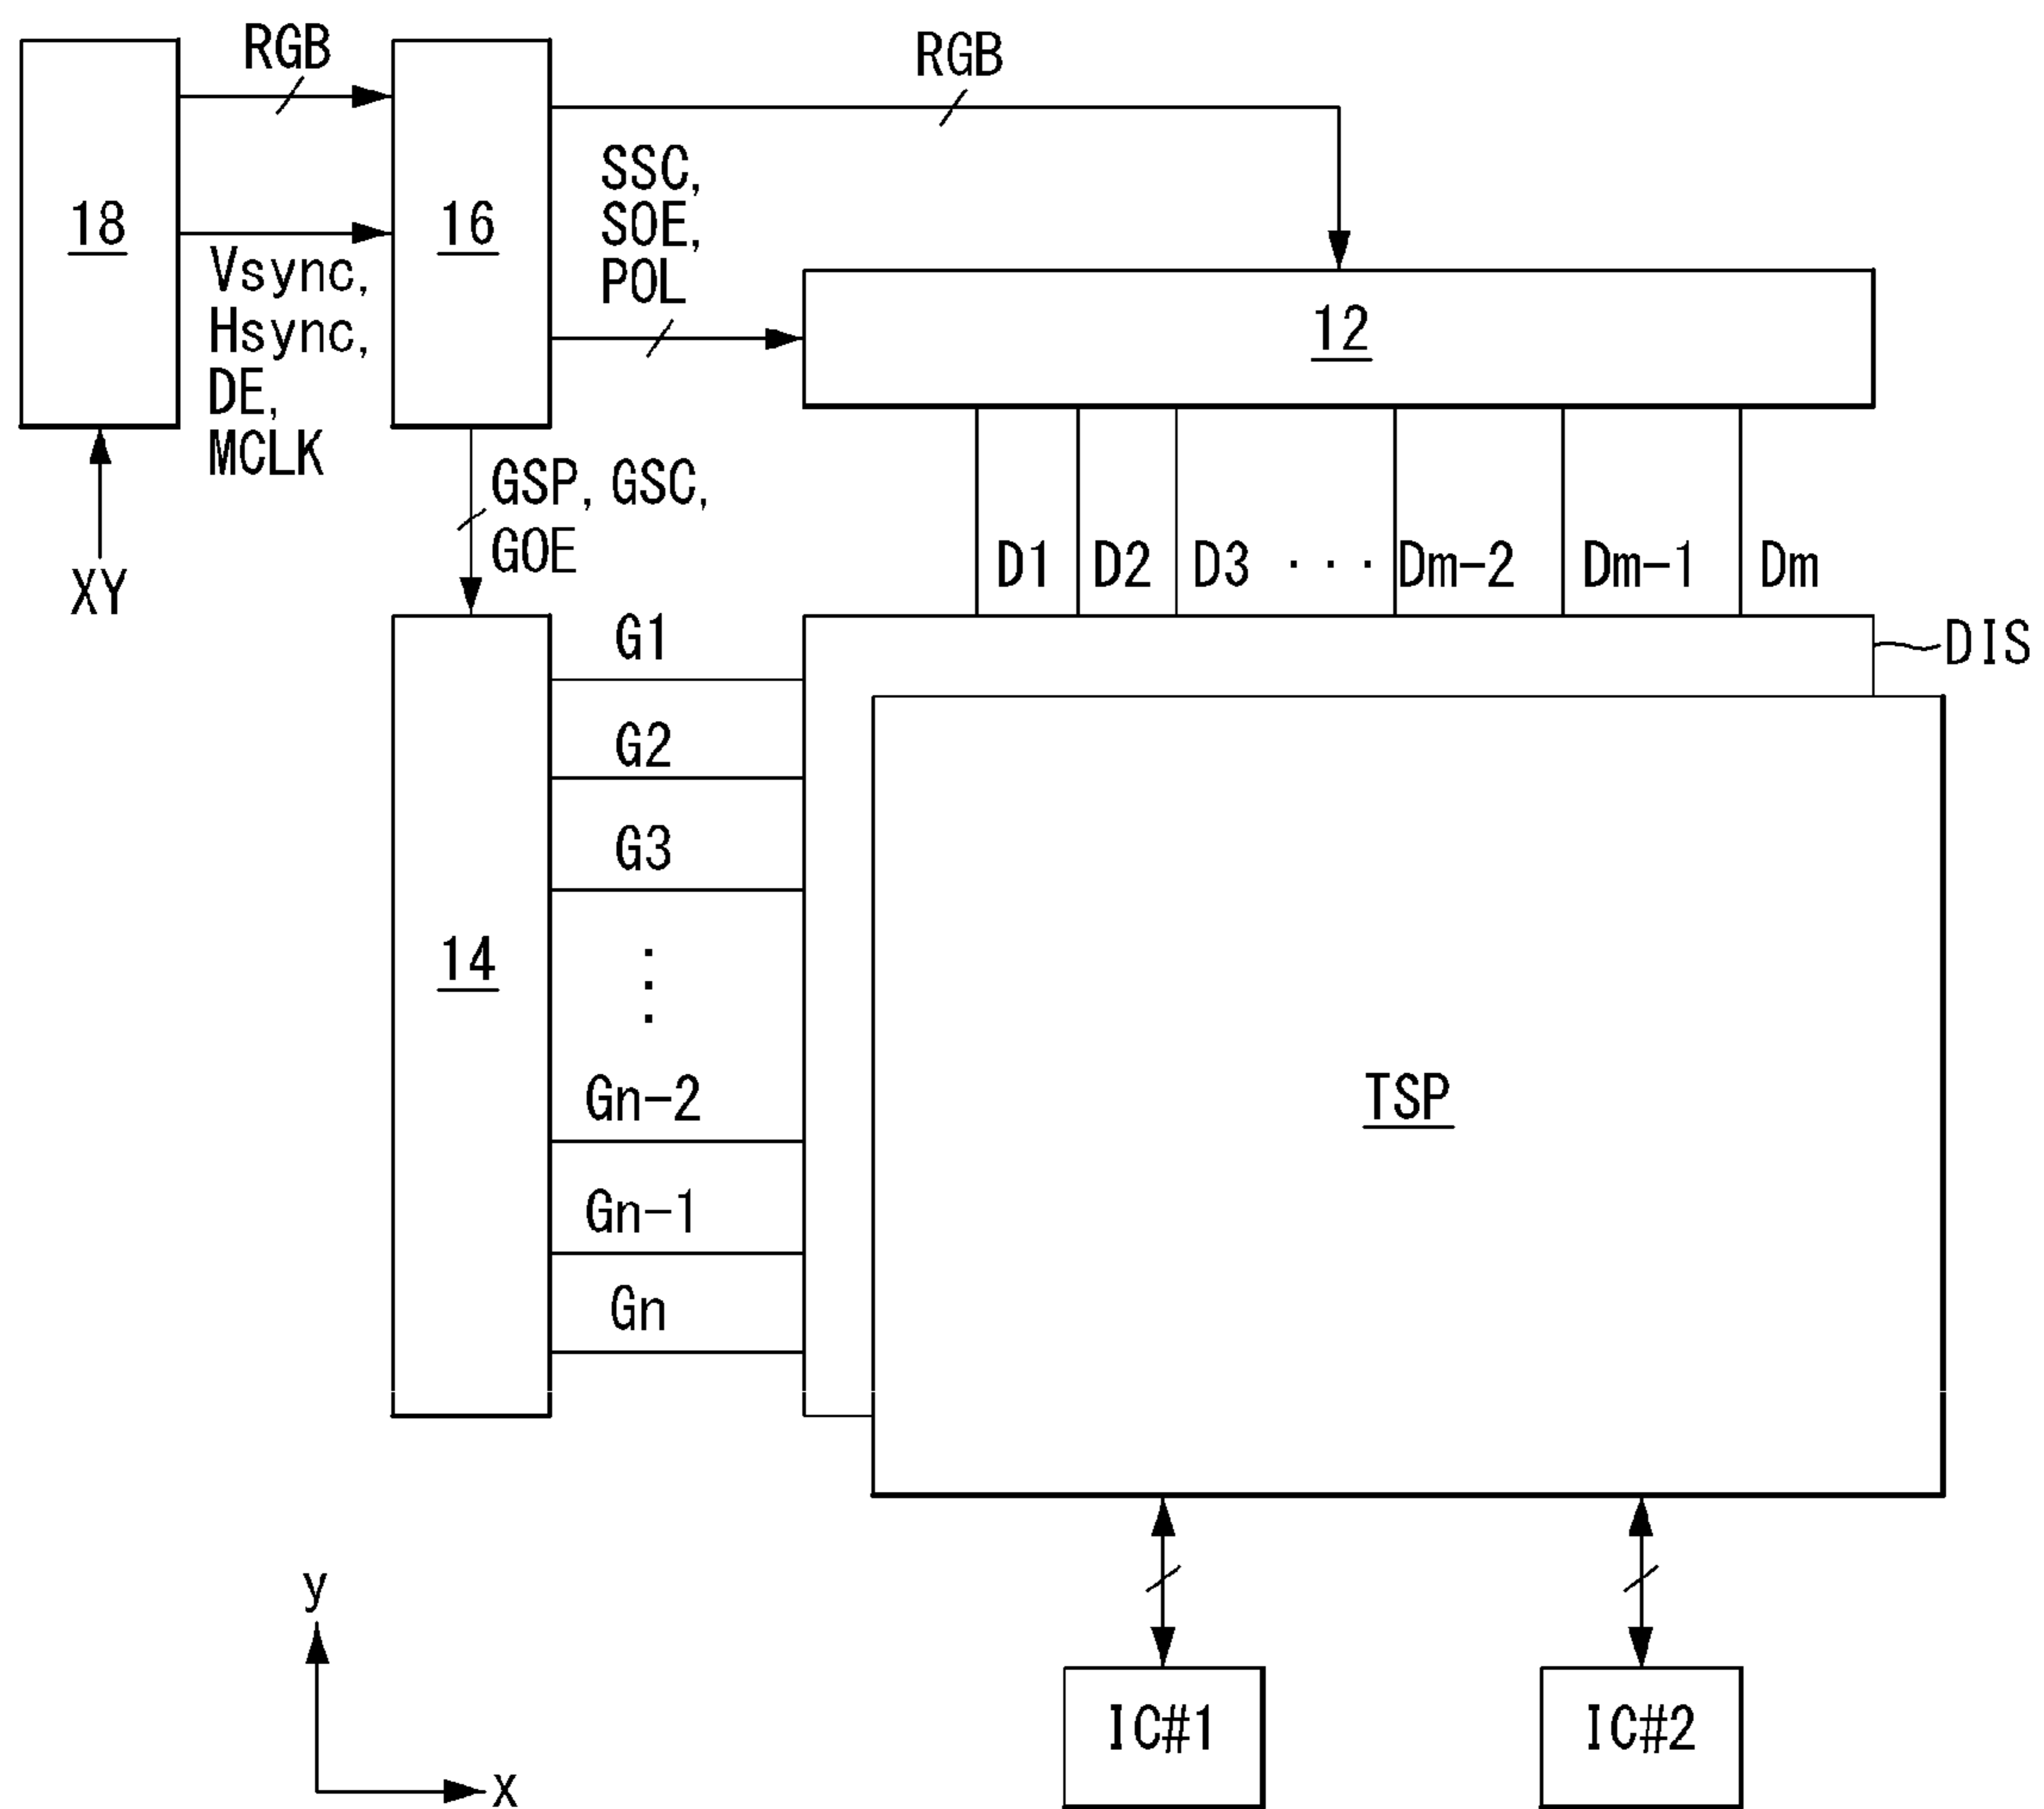 RGB
RGB
18
16
SSC,
SOE,
POL
Vsync,
Hsync,
DE,
MCLK
12
XY
GSP, GSC,
GOE
D1 D2 D3 ··· Dm-2 Dm-1 Dm
DIS
G1
G2
G3
14
⋮
Gn-2
Gn-1
Gn
TSP
y
x
IC#1 IC#2